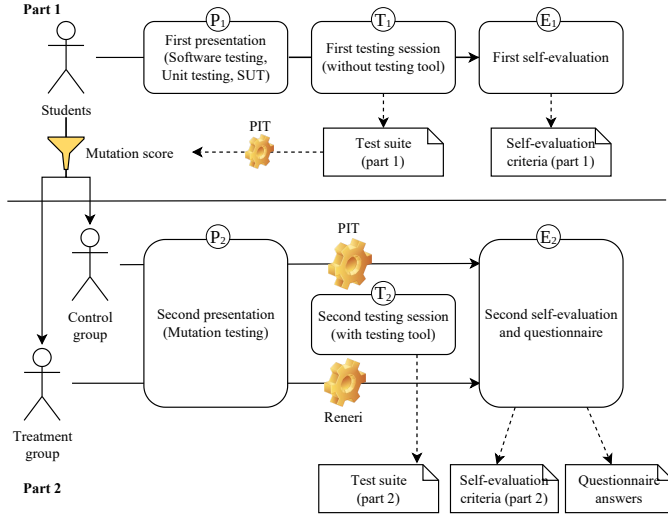 Part 1
P1
T1
E1
First presentation
(Software testing,
Unit testing, SUT)
First testing session
(without testing tool)
First self-evaluation
Students
PIT
Test suite
(part 1)
Self-evaluation
criteria (part 1)
Mutation score
P2
PIT
E2
T2
Control
group
Second presentation
(Mutation testing)
Second testing session
(with testing tool)
Second self-evaluation
and questionnaire
Reneri
Treatment
group
Part 2
Test suite
(part 2)
Self-evaluation
criteria (part 2)
Questionnaire
answers